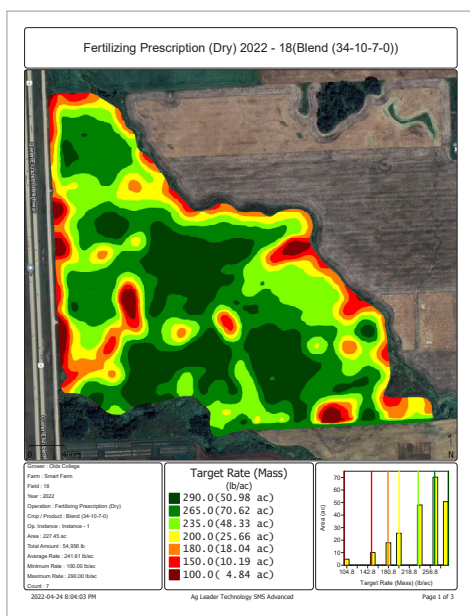 Fertilizing Prescription (Dry) 2022 - 18(Blend (34-10-7-0))
N
Grower : Olds College
Farm : Smart Farm
Field : 18
Year : 2022
Operation : Fertilizing Prescription (Dry)
Crop / Product : Blend (34-10-7-0)
Op. Instance : Instance - 1
Area : 227.45 ac
Total Amount : 54,956 lb
Average Rate : 241.61 lb/ac
Minimum Rate : 100.00 lb/ac
Maximum Rate : 290.00 lb/ac
Count : 7
Target Rate (Mass)
(lb/ac)
290.0(50.98 ac)
265.0(70.62 ac)
235.0(48.33 ac)
200.0(25.66 ac)
180.0(18.04 ac)
150.0(10.19 ac)
100.0( 4.84 ac)
Area (ac)
70
60
50
40
30
20
10
0
104.8 142.8 180.8 218.8 256.8
Target Rate (Mass) (lb/ac)
2022-04-24 8:04:03 PM
Ag Leader Technology SMS Advanced
Page 1 of 3